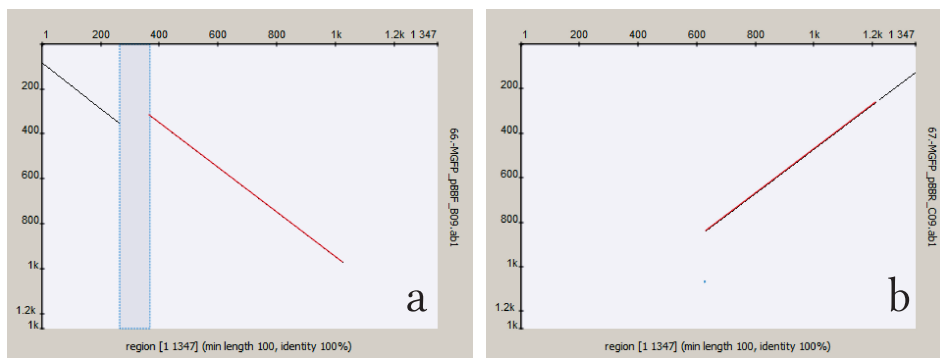 1 200 400 600 800 1k 1.2k 1 347
200
400
600
800
1k
1.2k
1k
66.-MGFP_pBBF_B09.ab1
a
region [1 1347] (min length 100, identity 100%)
1 200 400 600 800 1k 1.2k 1 347
200
400
600
800
1k
1.2k
1k
67.-MGFP_pBBR_C09.ab1
b
region [1 1347] (min length 100, identity 100%)